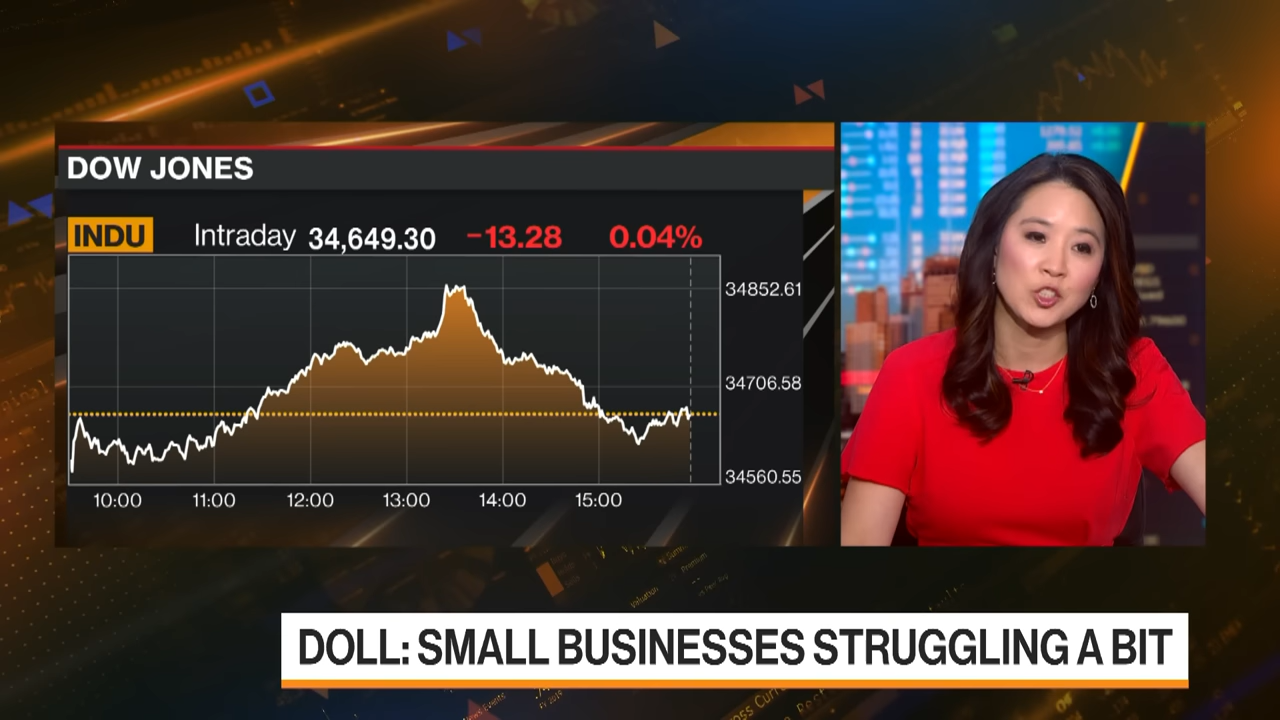 DOW JONES
INDU Intraday 34,649.30 −13.28 0.04%
34852.61
34706.58
34560.55
10:00 11:00 12:00 13:00 14:00 15:00
DOLL: SMALL BUSINESSES STRUGGLING A BIT